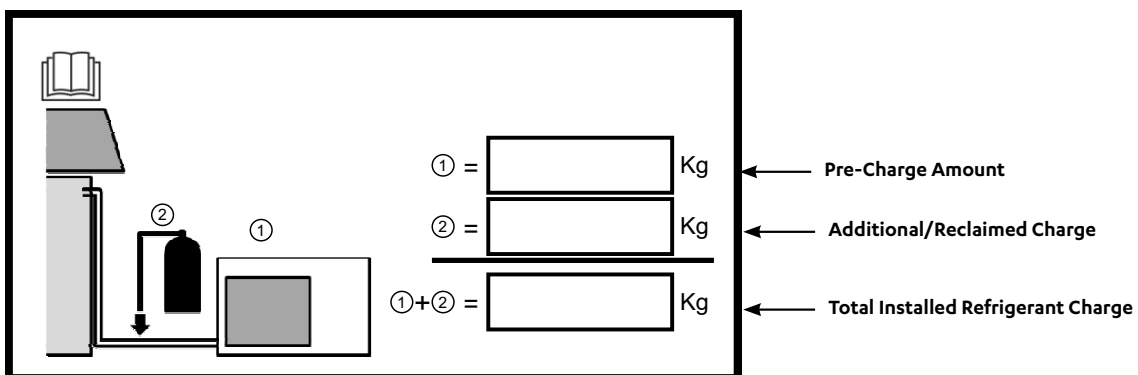 ① = Kg
Pre-Charge Amount
② ①
② = Kg
Additional/Reclaimed Charge
①+② = Kg
Total Installed Refrigerant Charge